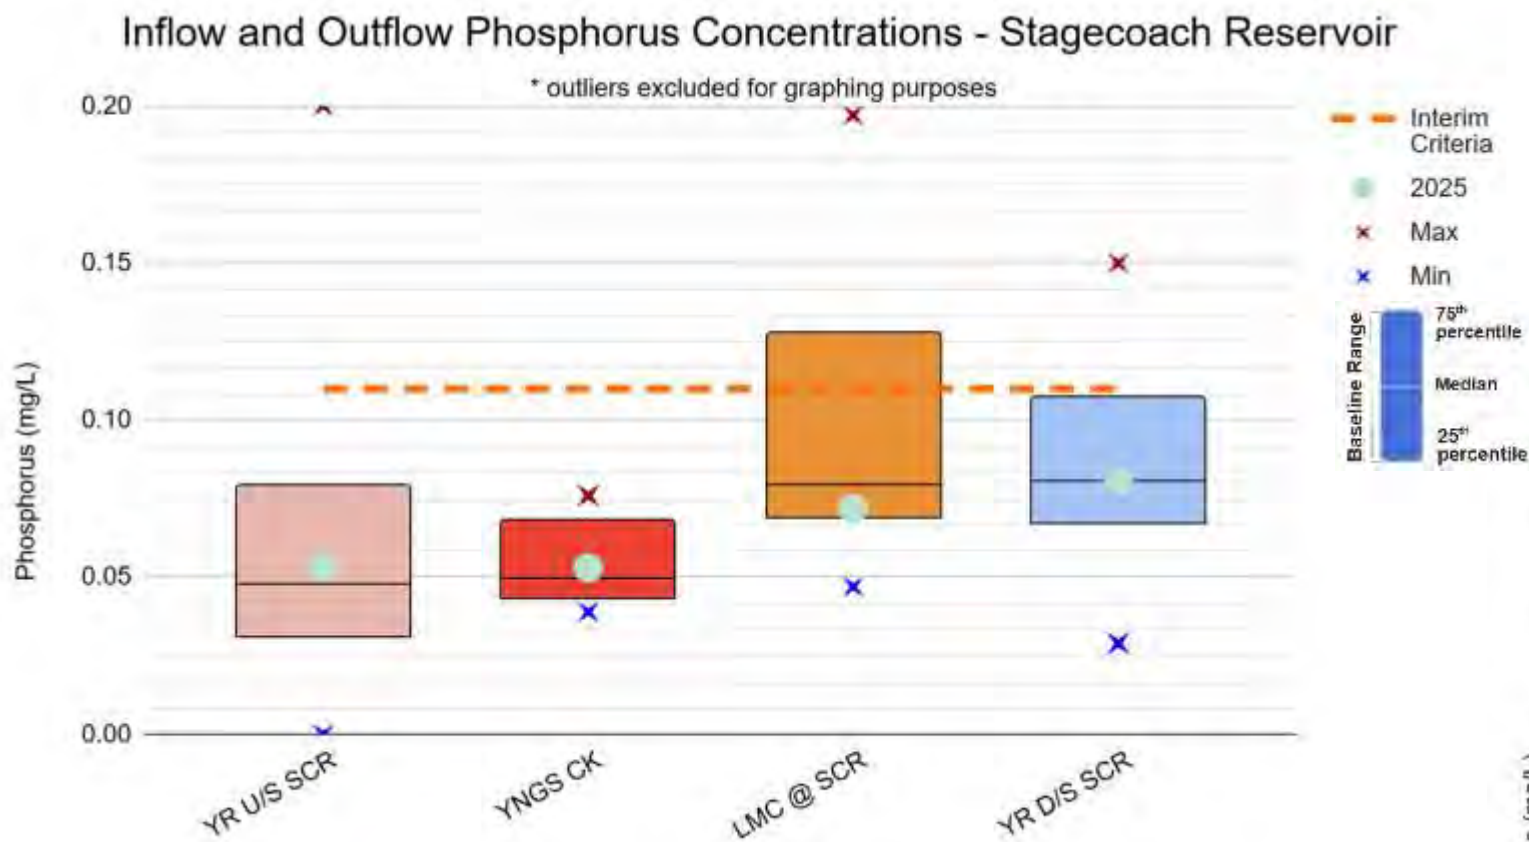 Inflow and Outflow Phosphorus Concentrations - Stagecoach Reservoir
* outliers excluded for graphing purposes
0.20
0.15
0.10
0.05
0.00
Phosphorus (mg/L)
YR U/S SCR
YNGS CK
LMC @ SCR
YR D/S SCR
Interim
Criteria
2025
Max
Min
Baseline Range
75th
percentile
Median
25th
percentile